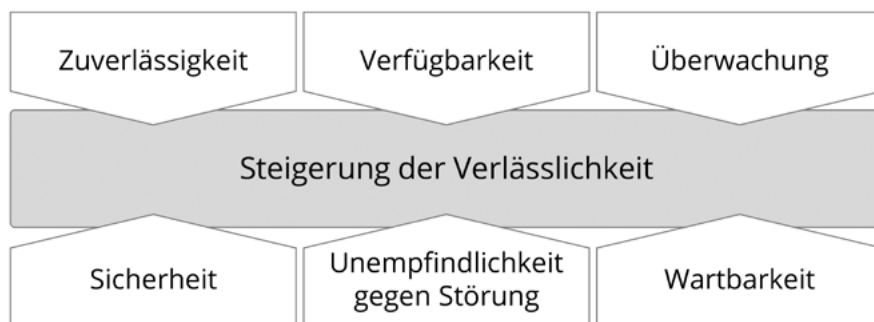 Zuverlässigkeit
Verfügbarkeit
Überwachung
Steigerung der Verlässlichkeit
Sicherheit
Unempfindlichkeit
gegen Störung
Wartbarkeit